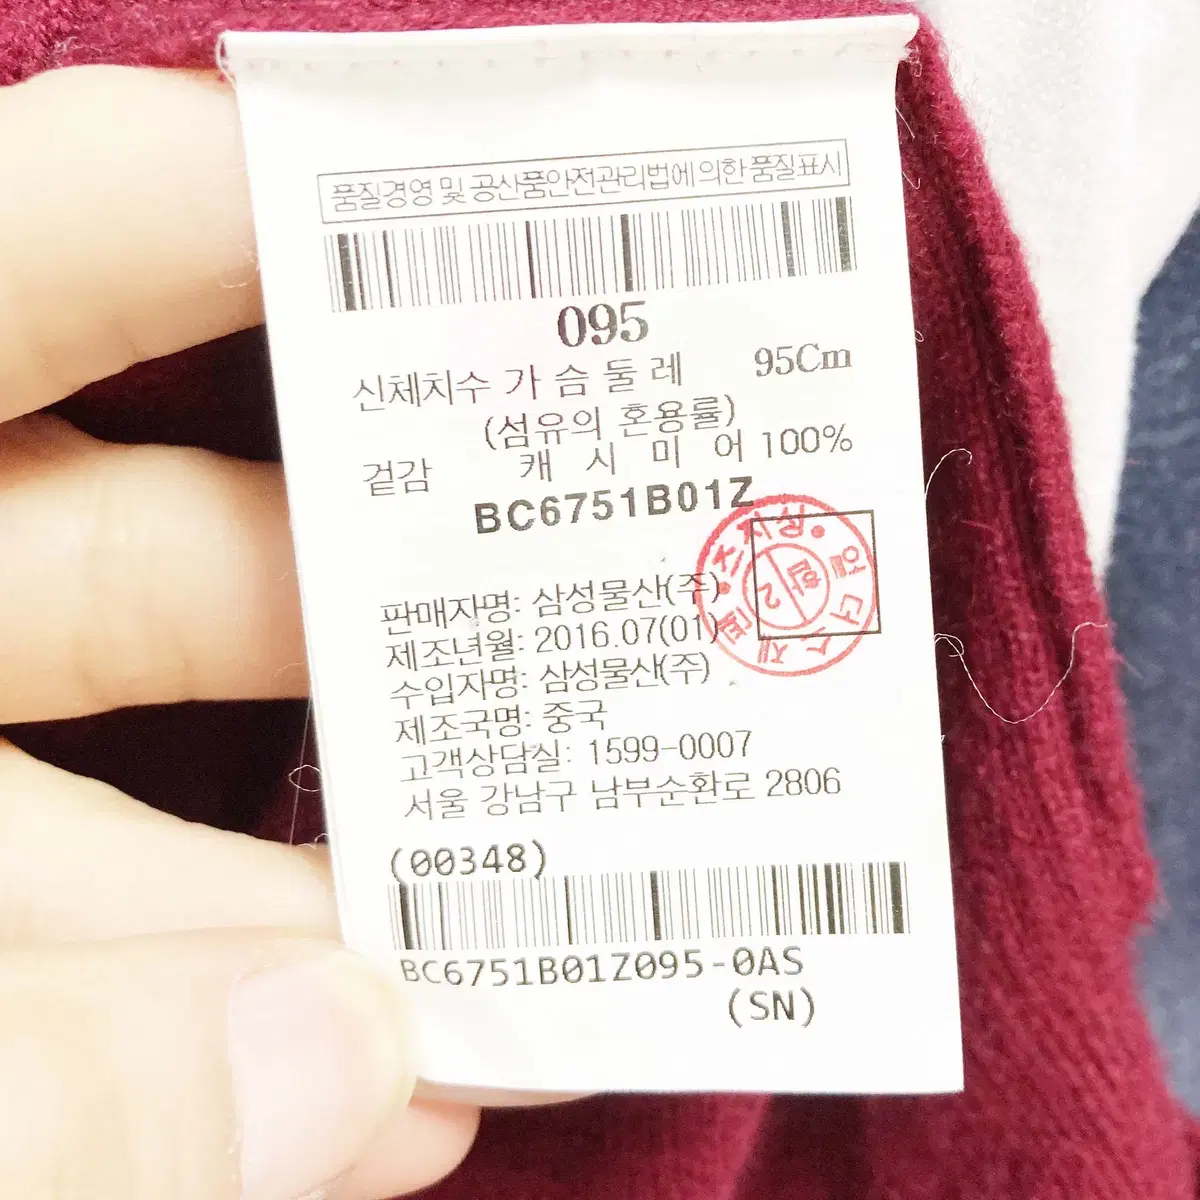 품질경영 및 공산품안전관리법에 의한 품질표시
095
신체치수 가 슴 둘 레 95Cm
(섬유의 혼용률)
겉감 캐 시 미 어 100%
BC6751B01Z
판매자명: 삼성물산(주)
제조년월: 2016.07(01)
수입자명: 삼성물산(주)
제조국명: 중국
고객상담실: 1599-0007
서울 강남구 남부순환로 2806
(00348)
BC6751B01Z095-0AS
(SN)